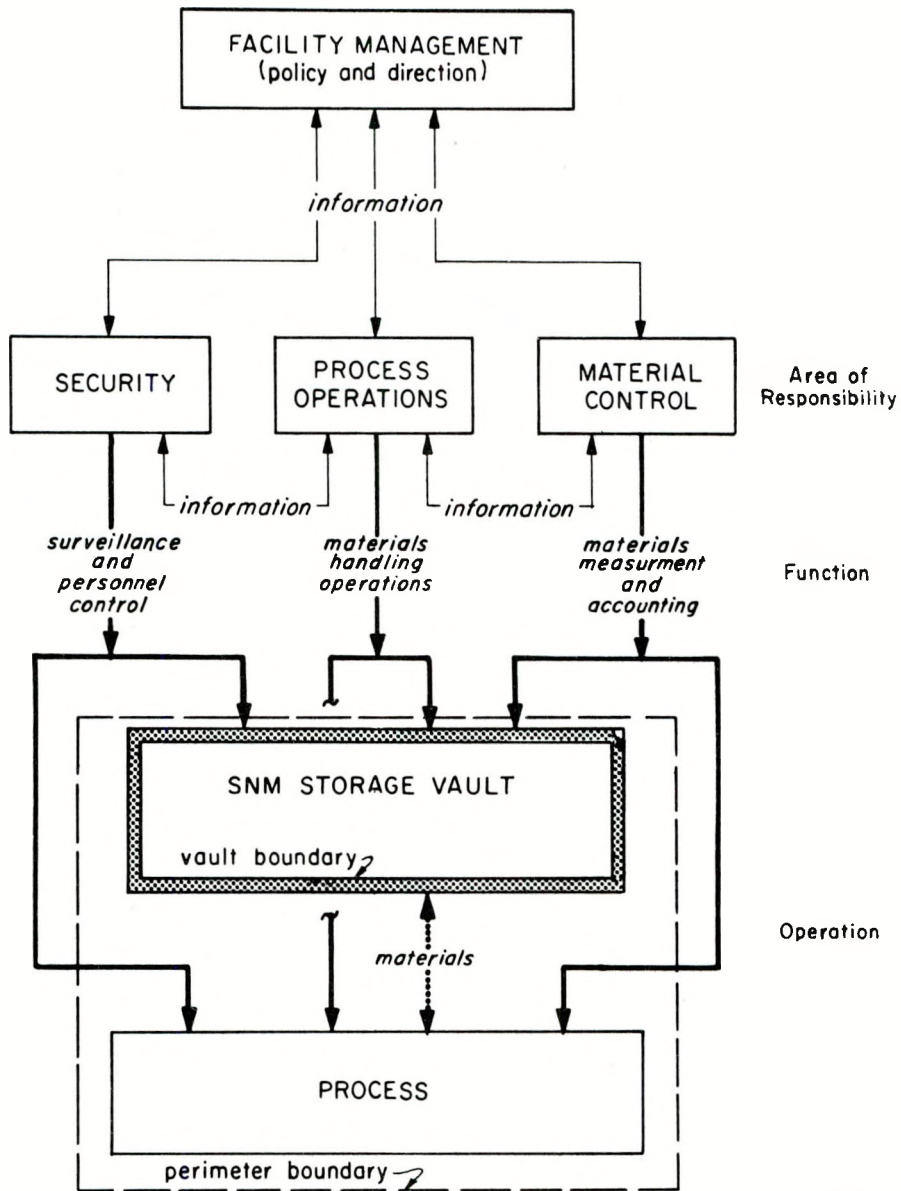 FACILITY MANAGEMENT
(policy and direction)
information
SECURITY
PROCESS
OPERATIONS
MATERIAL
CONTROL
Area of
Responsibility
information
information
surveillance
and
personnel
control
materials
handling
operations
materials
measurment
and
accounting
Function
SNM STORAGE VAULT
vault boundary
Operation
materials
PROCESS
perimeter boundary